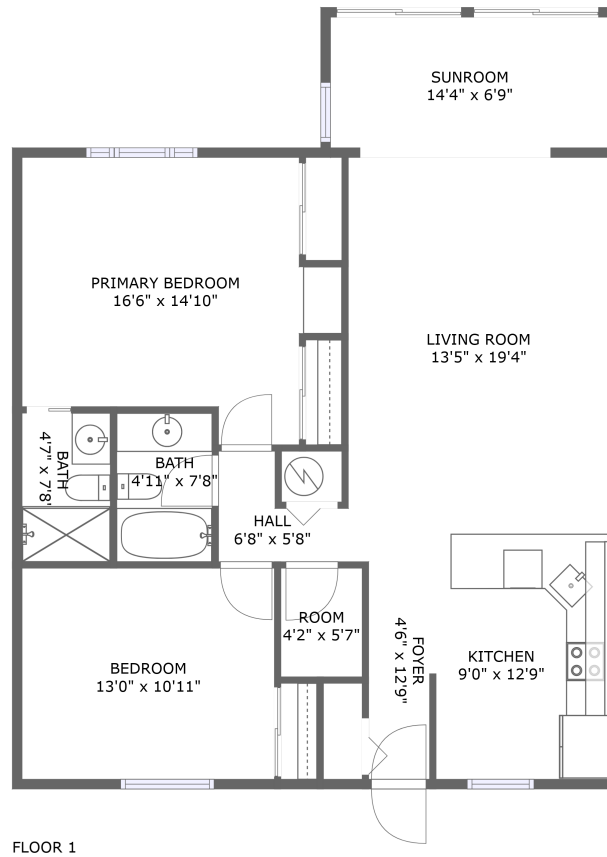 SUNROOM
14'4" x 6'9"
PRIMARY BEDROOM
16'6" x 14'10"
LIVING ROOM
13'5" x 19'4"
BATH
4'7" x 7'8"
BATH
4'11" x 7'8"
HALL
6'8" x 5'8"
ROOM
4'2" x 5'7"
FOYER
4'6" x 12'9"
KITCHEN
9'0" x 12'9"
BEDROOM
13'0" x 10'11"
FLOOR 1